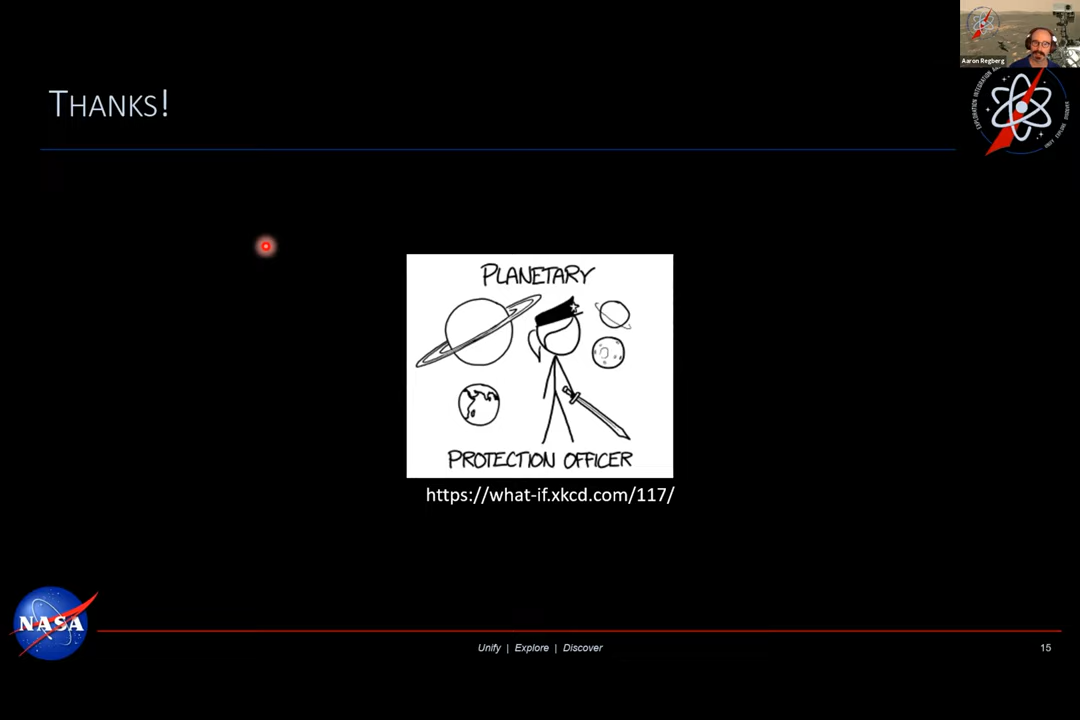 Aaron Regberg
THANKS!
PLANETARY
PROTECTION OFFICER
https://what-if.xkcd.com/117/
NASA
Unify | Explore | Discover
15